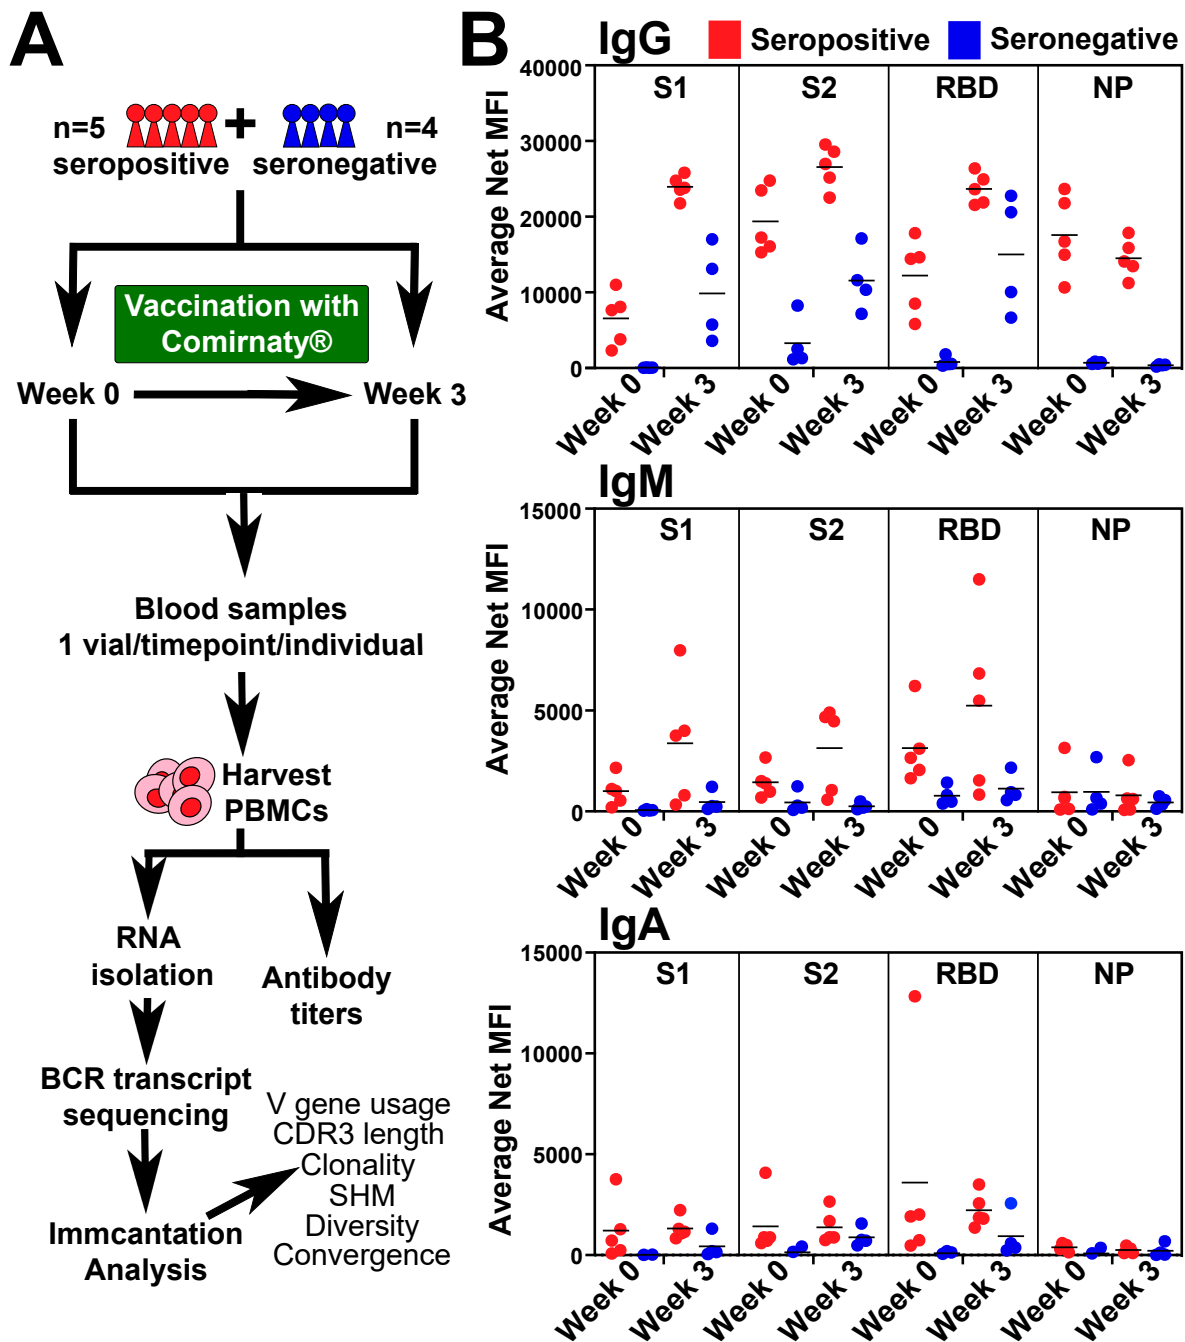 A
n=5
n=4
seropositive
seronegative
Vaccination with
Comirnaty®
Week 0
Week 3
Blood samples
1 vial/timepoint/individual
Harvest
PBMCs
RNA
isolation
Antibody
titers
BCR transcript
sequencing
Immcantation
Analysis
V gene usage
CDR3 length
Clonality
SHM
Diversity
Convergence
B
IgG
Seropositive
Seronegative
Average Net MFI
40000
30000
20000
10000
0
S1
S2
RBD
NP
Week 0
Week 3
Week 0
Week 3
Week 0
Week 3
Week 0
Week 3
IgM
Average Net MFI
15000
10000
5000
0
S1
S2
RBD
NP
Week 0
Week 3
Week 0
Week 3
Week 0
Week 3
Week 0
Week 3
IgA
Average Net MFI
15000
10000
5000
0
S1
S2
RBD
NP
Week 0
Week 3
Week 0
Week 3
Week 0
Week 3
Week 0
Week 3